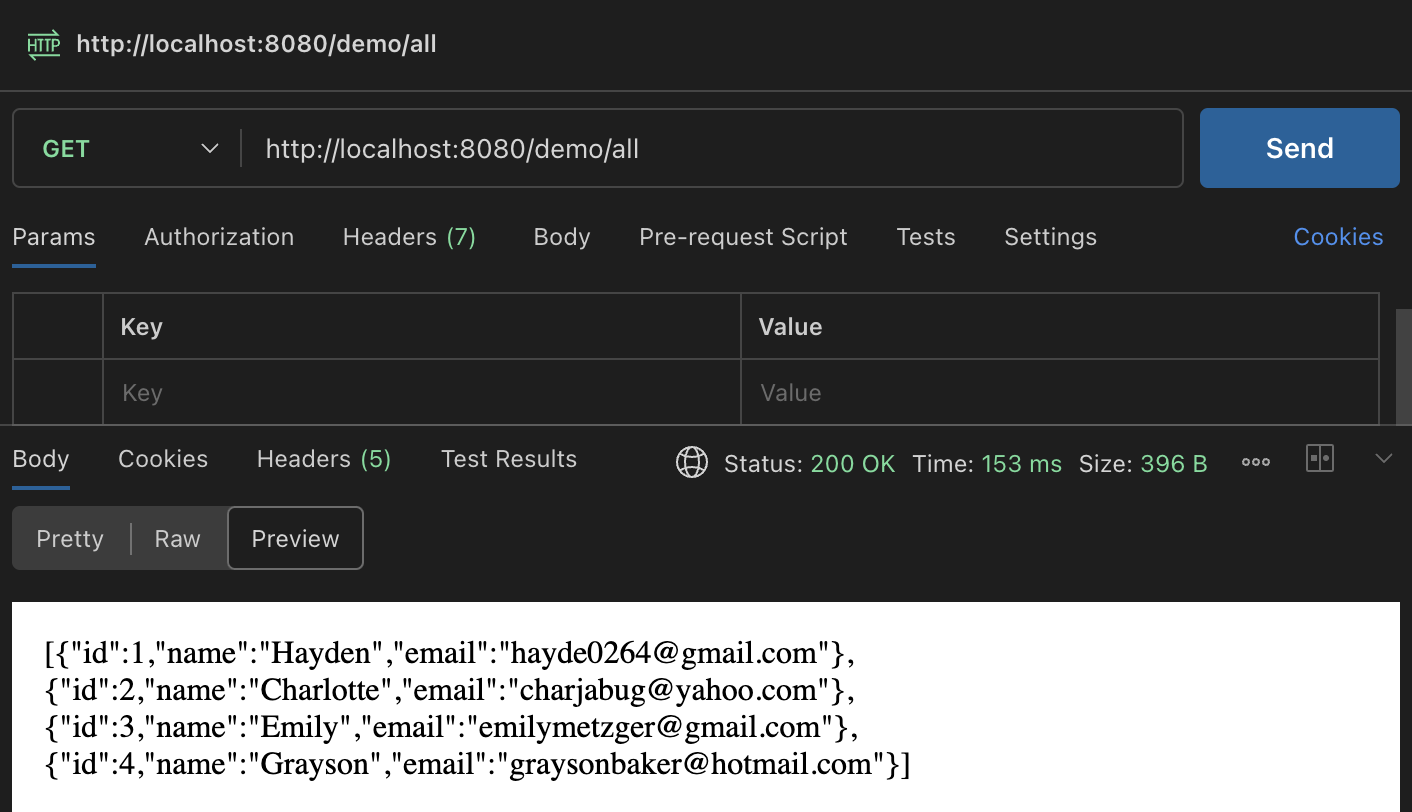 HTTP http://localhost:8080/demo/all
GET http://localhost:8080/demo/all Send
Params Authorization Headers (7) Body Pre-request Script Tests Settings Cookies
Key Value
Key Value
Body Cookies Headers (5) Test Results Status: 200 OK Time: 153 ms Size: 396 B
Pretty Raw Preview
[{"id":1,"name":"Hayden","email":"hayde0264@gmail.com"},
{"id":2,"name":"Charlotte","email":"charjabug@yahoo.com"},
{"id":3,"name":"Emily","email":"emilymetzger@gmail.com"},
{"id":4,"name":"Grayson","email":"graysonbaker@hotmail.com"}]